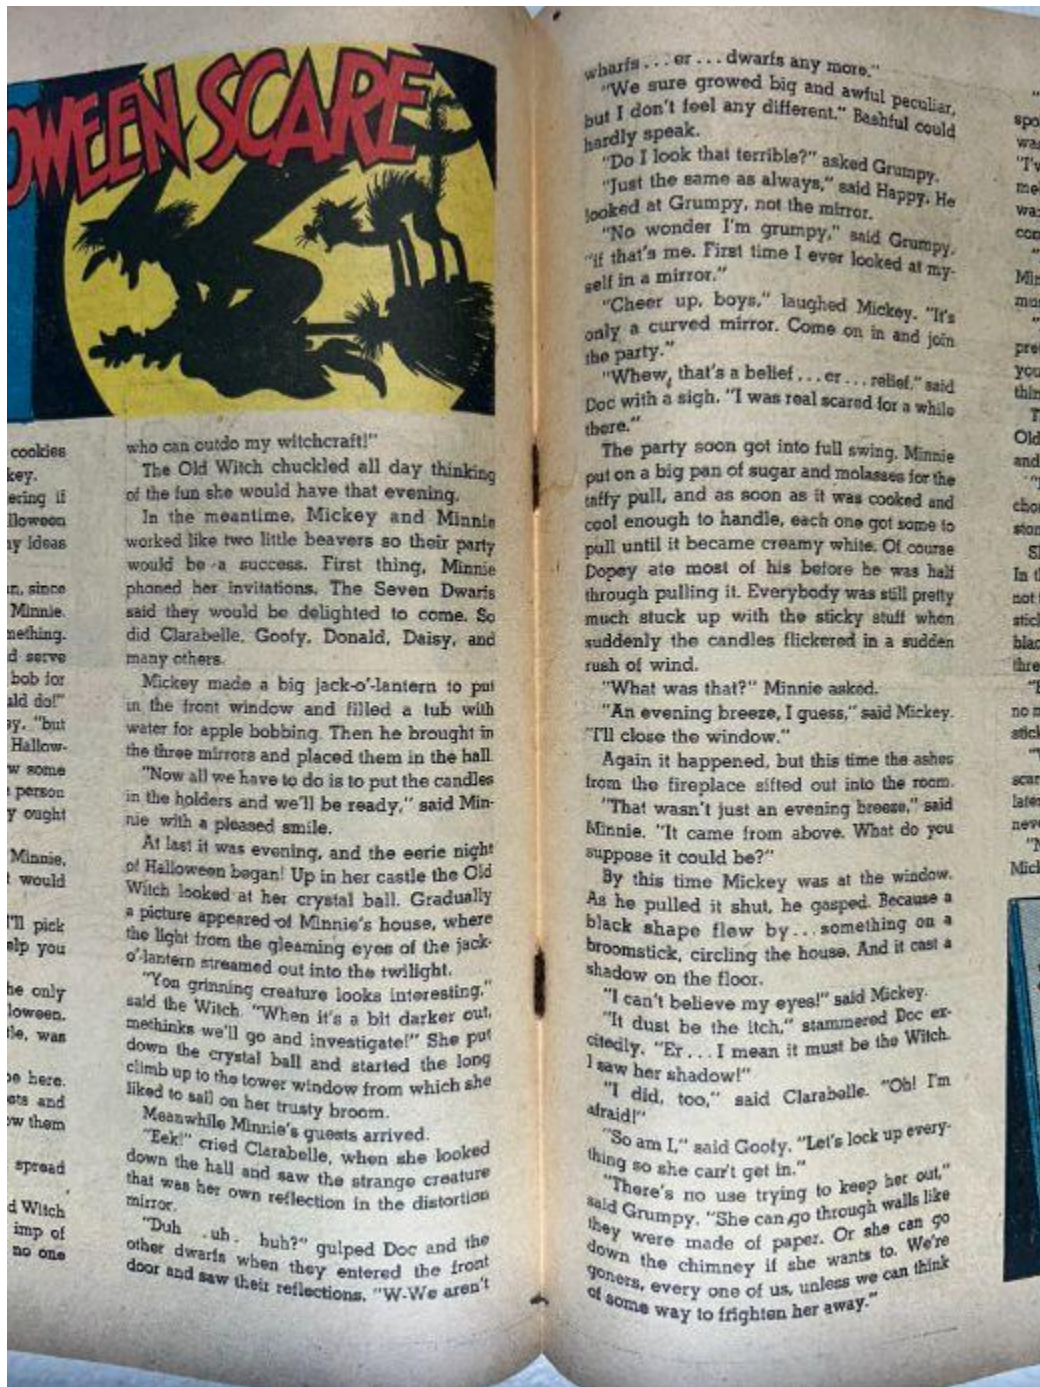 OWEEN SCARE
cookies
key.
ering if
lloween
ny ideas
n, since
Minnie.
mething.
d serve
bob for
uld do!"
ey, "but
Hallow-
w some
person
y ought
Minnie,
t would
I'll pick
elp you
he only
loween.
tle, was
be here.
sts and
ow them
spread
d Witch
imp of
no one
who can outdo my witchcraft!"
The Old Witch chuckled all day thinking
of the fun she would have that evening.
In the meantime, Mickey and Minnie
worked like two little beavers so their party
would be a success. First thing, Minnie
phoned her invitations. The Seven Dwarfs
said they would be delighted to come. So
did Clarabelle, Goofy, Donald, Daisy, and
many others.
Mickey made a big jack-o'-lantern to put
in the front window and filled a tub with
water for apple bobbing. Then he brought in
the three mirrors and placed them in the hall.
"Now all we have to do is to put the candles
in the holders and we'll be ready," said Min-
nie with a pleased smile.
At last it was evening, and the eerie night
of Halloween began! Up in her castle the Old
Witch looked at her crystal ball. Gradually
a picture appeared of Minnie's house, where
the light from the gleaming eyes of the jack-
o'-lantern streamed out into the twilight.
"Yon grinning creature looks interesting,"
said the Witch. "When it's a bit darker out,
methinks we'll go and investigate!" She put
down the crystal ball and started the long
climb up to the tower window from which she
liked to sail on her trusty broom.
Meanwhile Minnie's guests arrived.
"Eek!" cried Clarabelle, when she looked
down the hall and saw the strange creature
that was her own reflection in the distortion
mirror.
"Duh . uh . huh?" gulped Doc and the
other dwarfs when they entered the front
door and saw their reflections. "W-We aren't
wharfs . . . er . . . dwarfs any more."
"We sure growed big and awful peculiar,
but I don't feel any different." Bashful could
hardly speak.
"Do I look that terrible?" asked Grumpy.
"Just the same as always," said Happy. He
looked at Grumpy, not the mirror.
"No wonder I'm grumpy," said Grumpy,
"if that's me. First time I ever looked at my-
self in a mirror."
"Cheer up, boys," laughed Mickey. "It's
only a curved mirror. Come on in and join
the party."
"Whew, that's a belief . . . er . . . relief," said
Doc with a sigh. "I was real scared for a while
there."
The party soon got into full swing. Minnie
put on a big pan of sugar and molasses for the
taffy pull, and as soon as it was cooked and
cool enough to handle, each one got some to
pull until it became creamy white. Of course
Dopey ate most of his before he was half
through pulling it. Everybody was still pretty
much stuck up with the sticky stuff when
suddenly the candles flickered in a sudden
rush of wind.
"What was that?" Minnie asked.
"An evening breeze, I guess," said Mickey.
"I'll close the window."
Again it happened, but this time the ashes
from the fireplace sifted out into the room.
"That wasn't just an evening breeze," said
Minnie. "It came from above. What do you
suppose it could be?"
By this time Mickey was at the window.
As he pulled it shut, he gasped. Because a
black shape flew by . . . something on a
broomstick, circling the house. And it cast a
shadow on the floor.
"I can't believe my eyes!" said Mickey.
"It dust be the itch," stammered Doc ex-
citedly. "Er . . . I mean it must be the Witch.
I saw her shadow!"
"I did, too," said Clarabelle. "Oh! I'm
afraid!"
"So am I," said Goofy. "Let's lock up every-
thing so she can't get in."
"There's no use trying to keep her out,"
said Grumpy. "She can go through walls like
they were made of paper. Or she can go
down the chimney if she wants to. We're
goners, every one of us, unless we can think
of some way to frighten her away."
spo
was
"I'v
me
wa
con
"
Min
mus
"
pre
you
thin
T
Old
and
"
cho
ston
S
In t
not
stick
blac
thre
"
no m
stick
"
scar
later
neve
"N
Mick